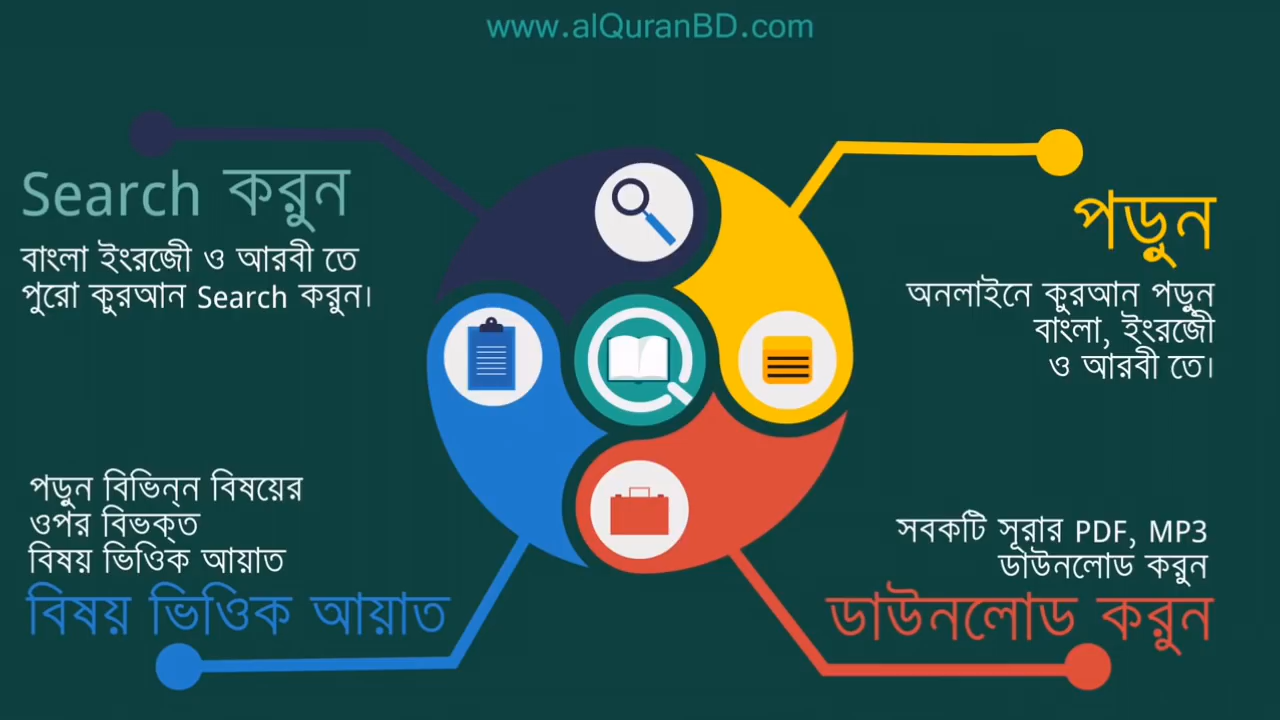 www.alQuranBD.com
Search করুন
বাংলা ইংরজেী ও আরবী তে
পুরো কুরআন Search করুন।
পড়ুন
অনলাইনে কুরআন পড়ুন
বাংলা, ইংরজেী
ও আরবী তে।
পড়ুন বিভিন্ন বিষয়ের
ওপর বিভক্ত
বিষয় ভিওিক আয়াত
বিষয় ভিওিক আয়াত
সবকটি সূরার PDF, MP3
ডাউনলোড করুন
ডাউনলোড করুন